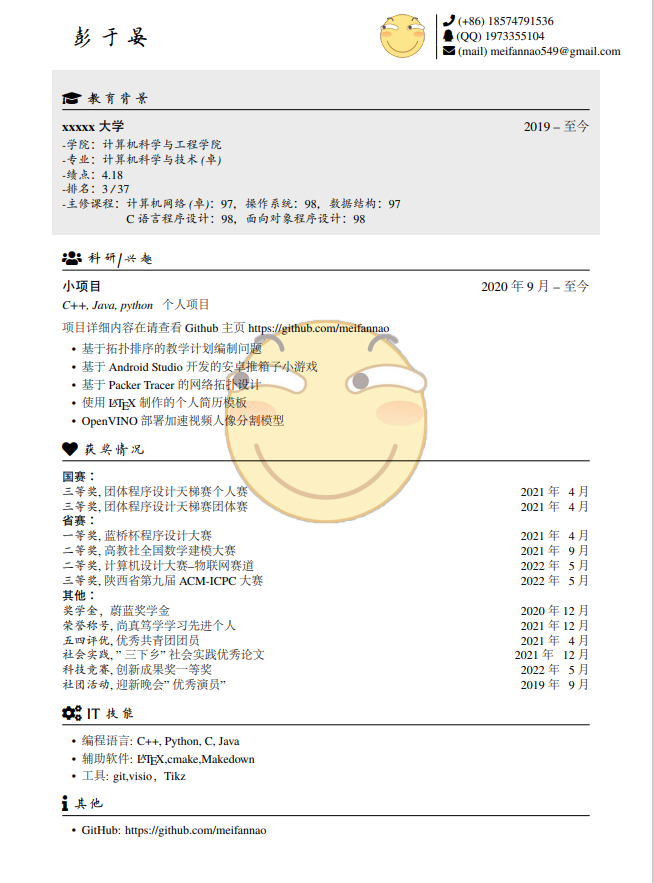 彭于晏
(+86) 18574791536
(QQ) 1973355104
(mail) meifannao549@gmail.com
教育背景
xxxxx 大学 2019 – 至今
-学院：计算机科学与工程学院
-专业：计算机科学与技术 (卓)
-绩点：4.18
-排名：3 / 37
-主修课程：计算机网络 (卓)：97，操作系统：98，数据结构：97
C 语言程序设计：98，面向对象程序设计：98
科研/兴趣
小项目 2020 年 9 月 – 至今
C++, Java, python 个人项目
项目详细内容在请查看 Github 主页 https://github.com/meifannao
• 基于拓扑排序的教学计划编制问题
• 基于 Android Studio 开发的安卓推箱子小游戏
• 基于 Packer Tracer 的网络拓扑设计
• 使用 LATEX 制作的个人简历模板
• OpenVINO 部署加速视频人像分割模型
获奖情况
国赛：
三等奖, 团体程序设计天梯赛个人赛 2021 年 4 月
三等奖, 团体程序设计天梯赛团体赛 2021 年 4 月
省赛：
一等奖, 蓝桥杯程序设计大赛 2021 年 4 月
二等奖, 高教社全国数学建模大赛 2021 年 9 月
二等奖, 计算机设计大赛–物联网赛道 2022 年 5 月
三等奖, 陕西省第九届 ACM-ICPC 大赛 2022 年 5 月
其他：
奖学金，蔚蓝奖学金 2020 年 12 月
荣誉称号, 尚真笃学学习先进个人 2021 年 12 月
五四评优, 优秀共青团团员 2021 年 4 月
社会实践, ” 三下乡” 社会实践优秀论文 2021 年 12 月
科技竞赛, 创新成果奖一等奖 2022 年 5 月
社团活动, 迎新晚会” 优秀演员” 2019 年 9 月
IT 技能
• 编程语言: C++, Python, C, Java
• 辅助软件: LATEX,cmake,Makedown
• 工具: git,visio，Tikz
其他
• GitHub: https://github.com/meifannao